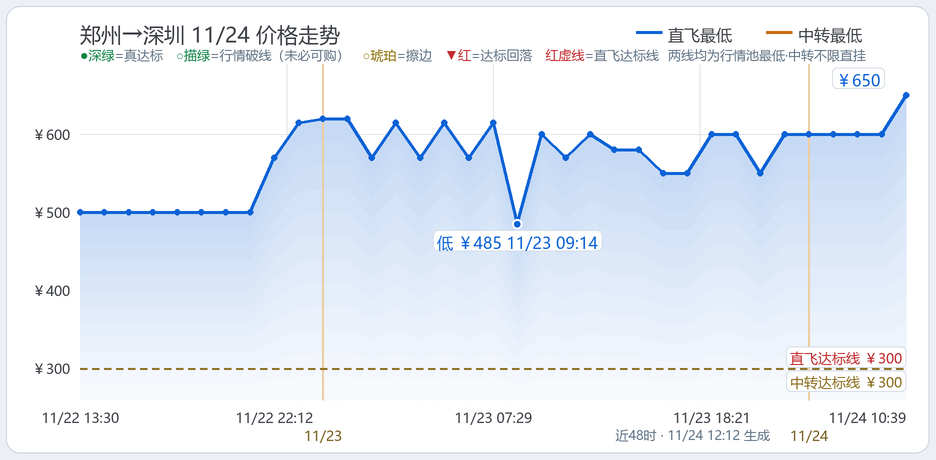 郑州→深圳 11/24 价格走势
直飞最低 中转最低
●深绿=真达标 ○描绿=行情破线（未必可购） ○琥珀=擦边 ▼红=达标回落 红虚线=直飞达标线 两线均为行情池最低·中转不限直挂
￥650
￥600
￥500
低 ￥485 11/23 09:14
￥400
直飞达标线 ￥300
￥300
中转达标线 ￥300
11/22 13:30 11/22 22:12 11/23 07:29 11/23 18:21 11/24 10:39
11/23 近48时 · 11/24 12:12 生成 11/24